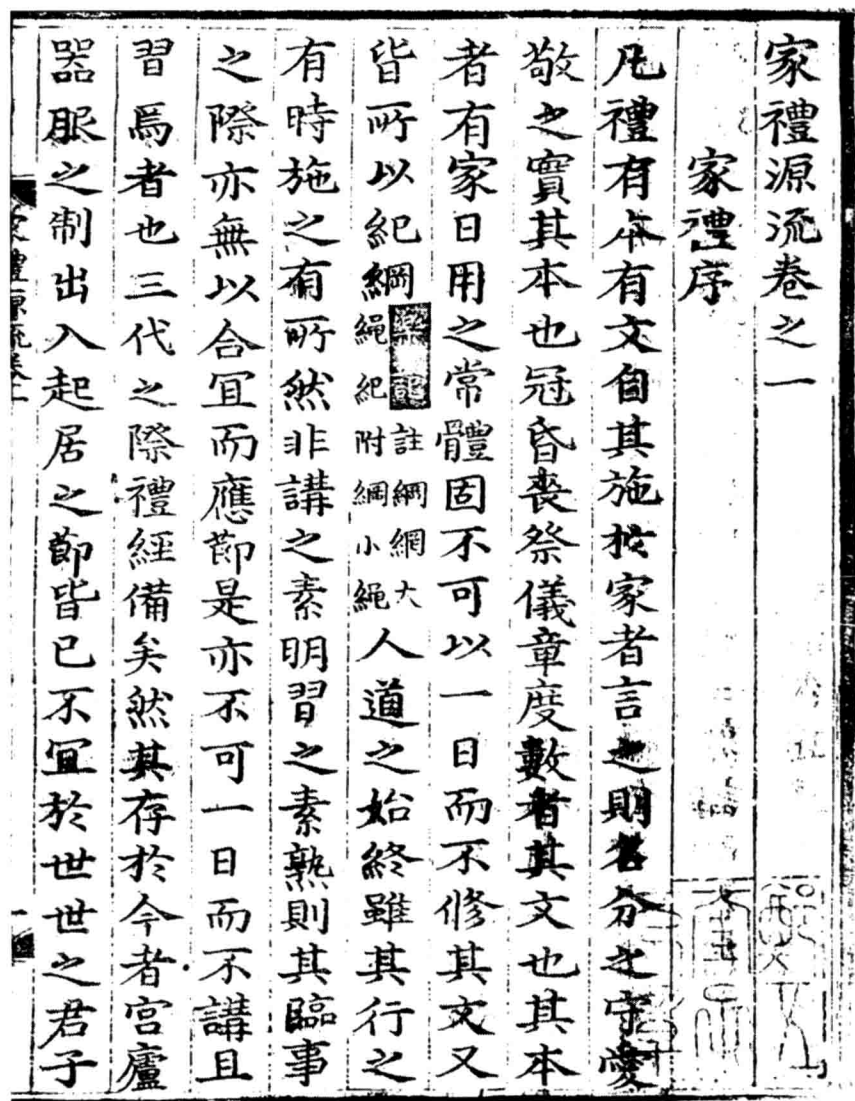 家禮源流卷之一
家禮序
凡禮有本有文自其施於家者言之則名分之守愛
敬之實其本也冠昏喪祭儀章度數者其文也其本
者有家日用之常體固不可以一日而不修其文又
皆所以紀綱
註綱網大
繩紀附綱小繩
人道之始終雖其行之
有時施之有所然非講之素明習之素熟則其臨事
之際亦無以合宜而應節是亦不可一日而不講且
習焉者也三代之際禮經備矣然其存於今者宮廬
器服之制出入起居之節皆已不宜於世世之君子
家禮源流卷之一